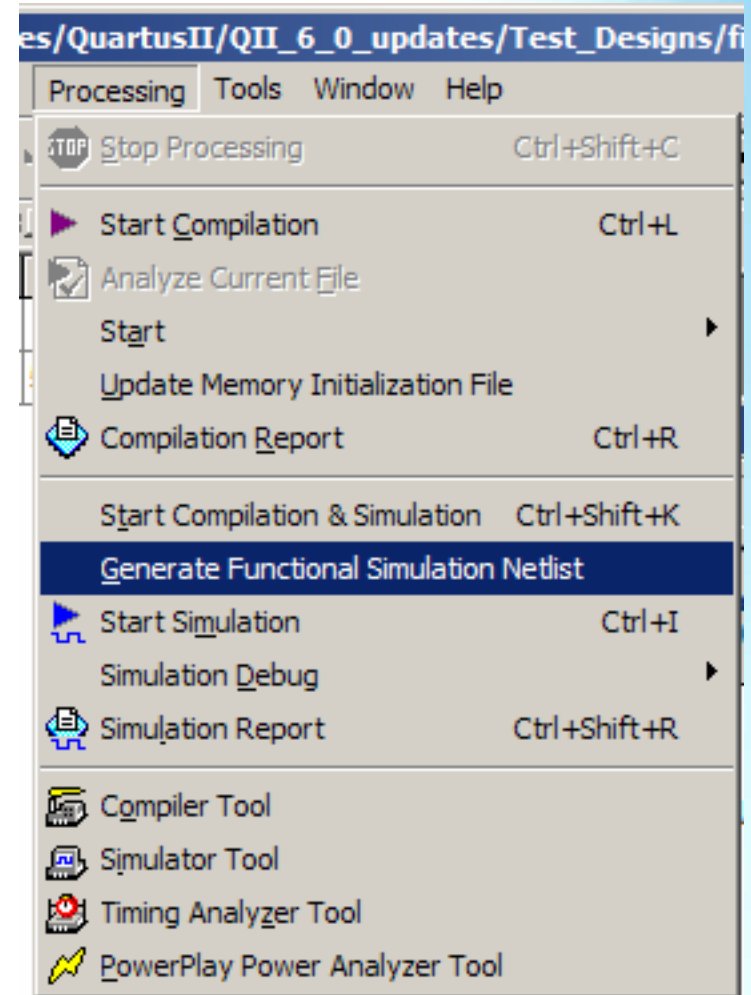 es/QuartusII/QII_6_0_updates/Test_Designs/fi
Processing Tools Window Help
STOP Stop Processing Ctrl+Shift+C
Start Compilation Ctrl+L
Analyze Current File
Start
Update Memory Initialization File
Compilation Report Ctrl+R
Start Compilation & Simulation Ctrl+Shift+K
Generate Functional Simulation Netlist
Start Simulation Ctrl+I
Simulation Debug
Simulation Report Ctrl+Shift+R
Compiler Tool
Simulator Tool
Timing Analyzer Tool
PowerPlay Power Analyzer Tool